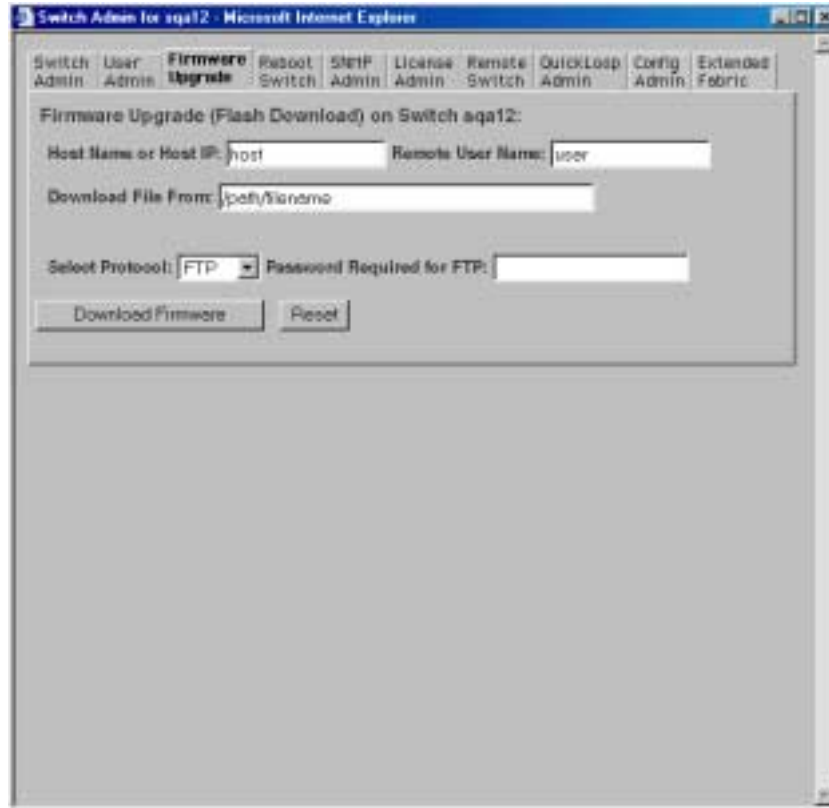 Switch Admin for sqa12 - Microsoft Internet Explorer
Switch Admin
User Admin
Firmware Upgrade
Reboot Switch
SNMP Admin
License Admin
Remote Switch
QuickLoop Admin
Config Admin
Extended Fabric
Firmware Upgrade (Flash Download) on Switch sqa12:
Host Name or Host IP: host Remote User Name: user
Download File From: /path/filename
Select Protocol: FTP Password Required for FTP:
Download Firmware Reset